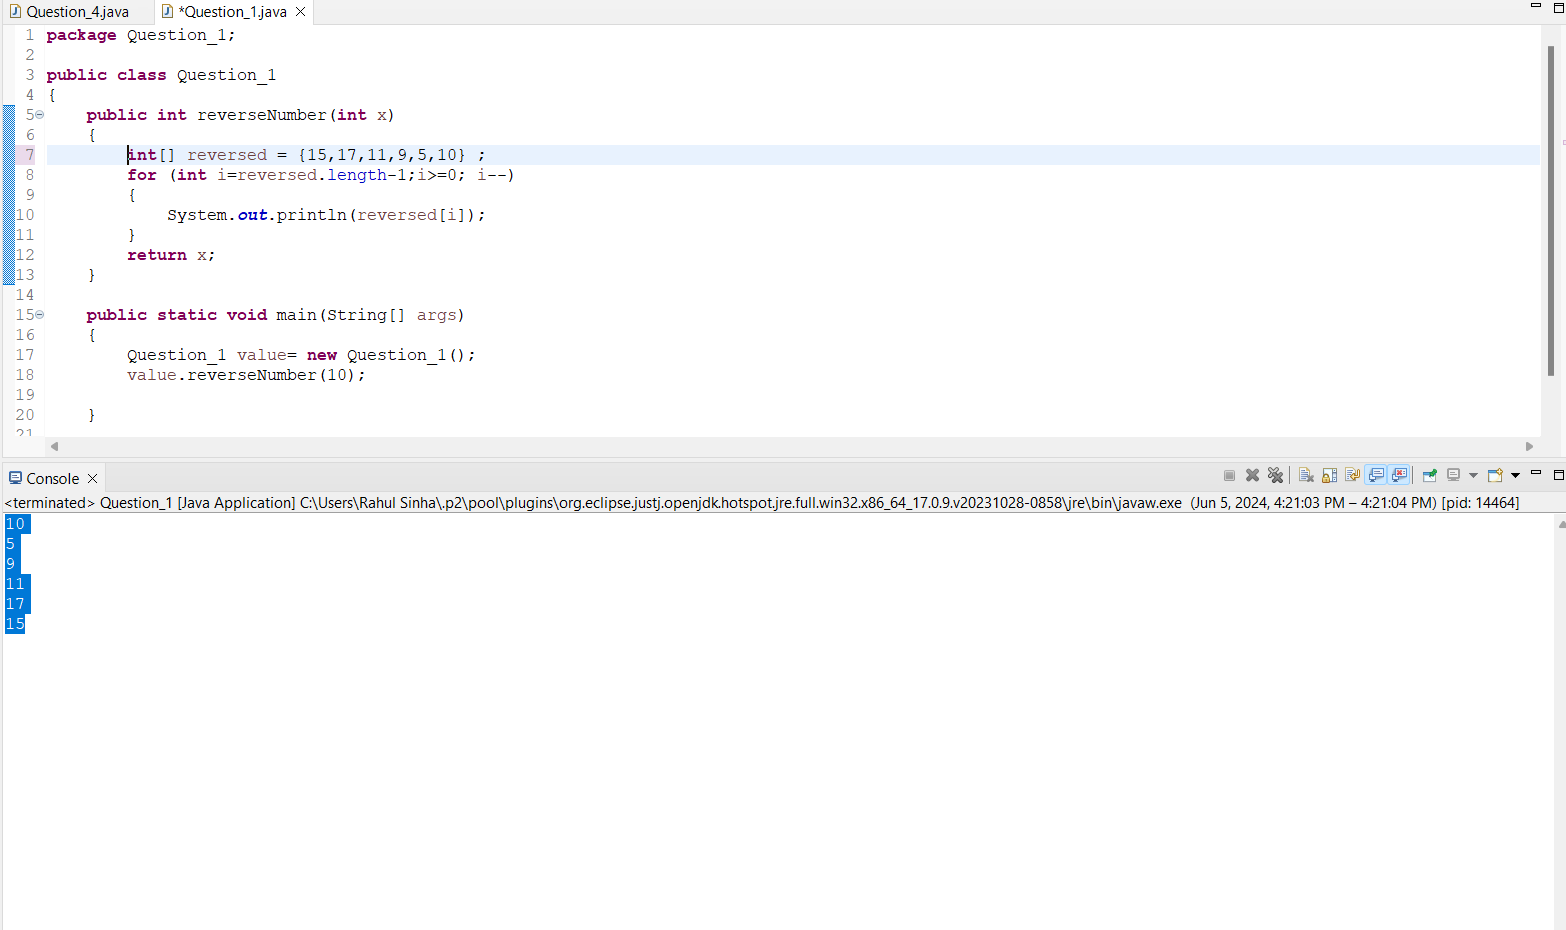 Question_4.java
*Question_1.java
1 package Question_1;
2
3 public class Question_1
4 {
5 public int reverseNumber(int x)
6 {
7 int[] reversed = {15,17,11,9,5,10} ;
8 for (int i=reversed.length-1;i>=0; i--)
9 {
10 System.out.println(reversed[i]);
11 }
12 return x;
13 }
14
15 public static void main(String[] args)
16 {
17 Question_1 value= new Question_1();
18 value.reverseNumber(10);
19
20 }
21
Console
<terminated> Question_1 [Java Application] C:\Users\Rahul Sinha\.p2\pool\plugins\org.eclipse.justj.openjdk.hotspot.jre.full.win32.x86_64_17.0.9.v20231028-0858\jre\bin\javaw.exe (Jun 5, 2024, 4:21:03 PM – 4:21:04 PM) [pid: 14464]
10
5
9
11
17
15